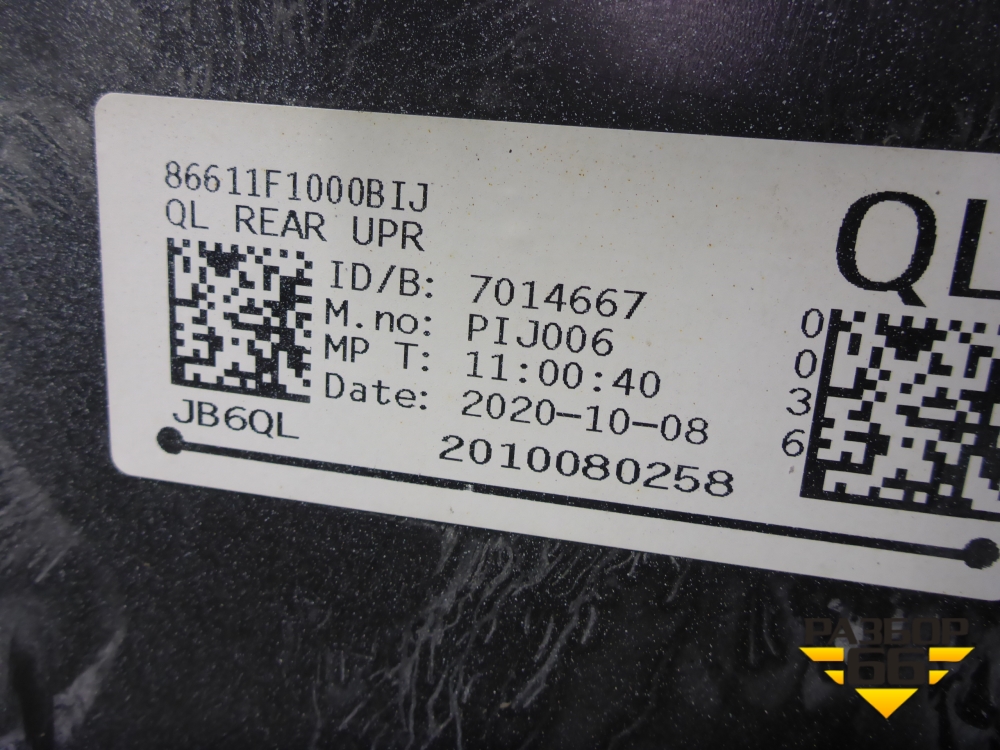 86611F1000BIJ
QL REAR UPR
ID/B: 7014667
M.no: PIJ006
MP T: 11:00:40
Date: 2020-10-08
JB6QL
2010080258
QL
0
0
3
6
РАЗБОР
66